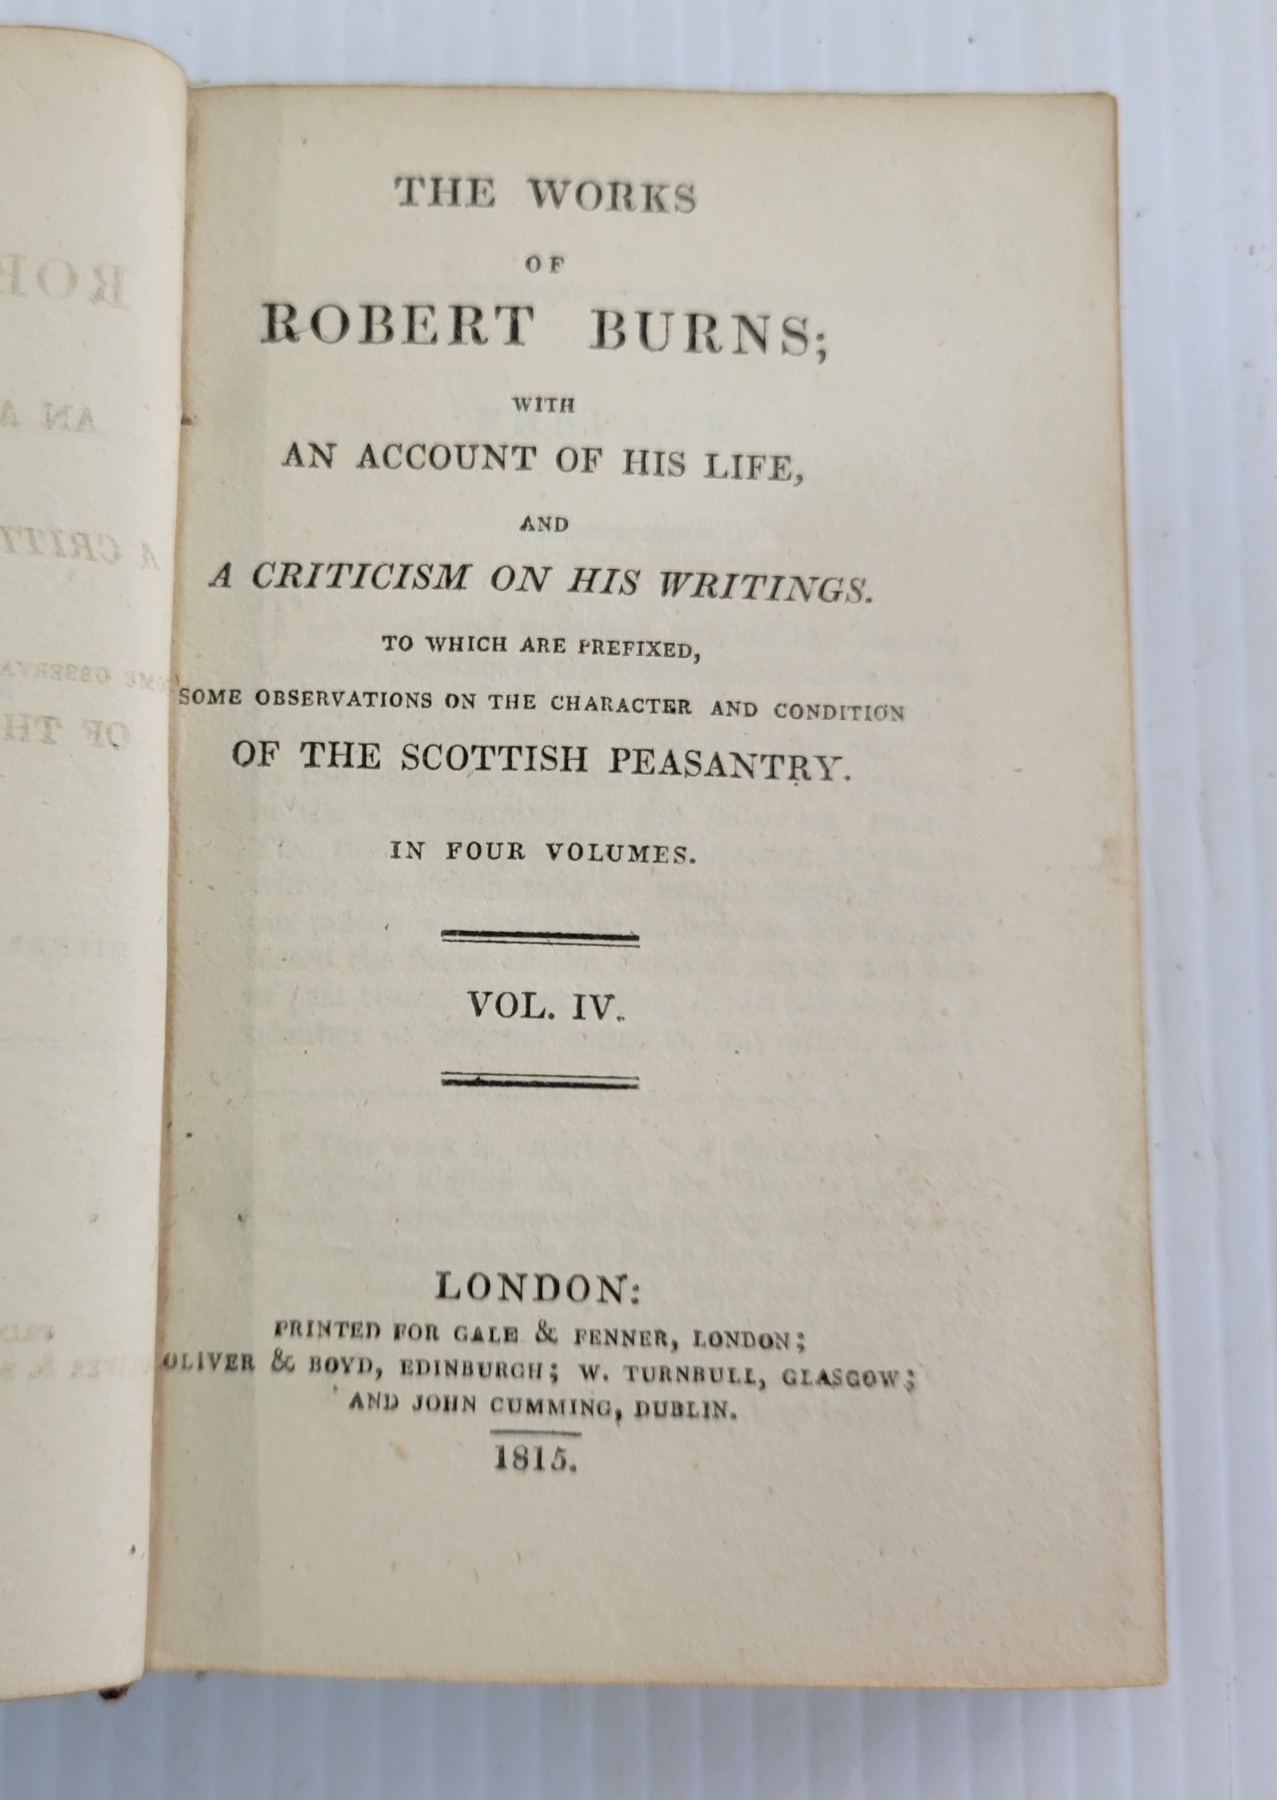 THE WORKS
OF
ROBERT BURNS;
WITH
AN ACCOUNT OF HIS LIFE,
AND
A CRITICISM ON HIS WRITINGS.
TO WHICH ARE PREFIXED,
SOME OBSERVATIONS ON THE CHARACTER AND CONDITION
OF THE SCOTTISH PEASANTRY.
IN FOUR VOLUMES.
VOL. IV.
LONDON:
PRINTED FOR GALE & FENNER, LONDON;
OLIVER & BOYD, EDINBURGH; W. TURNBULL, GLASGOW;
AND JOHN CUMMING, DUBLIN.
1815.